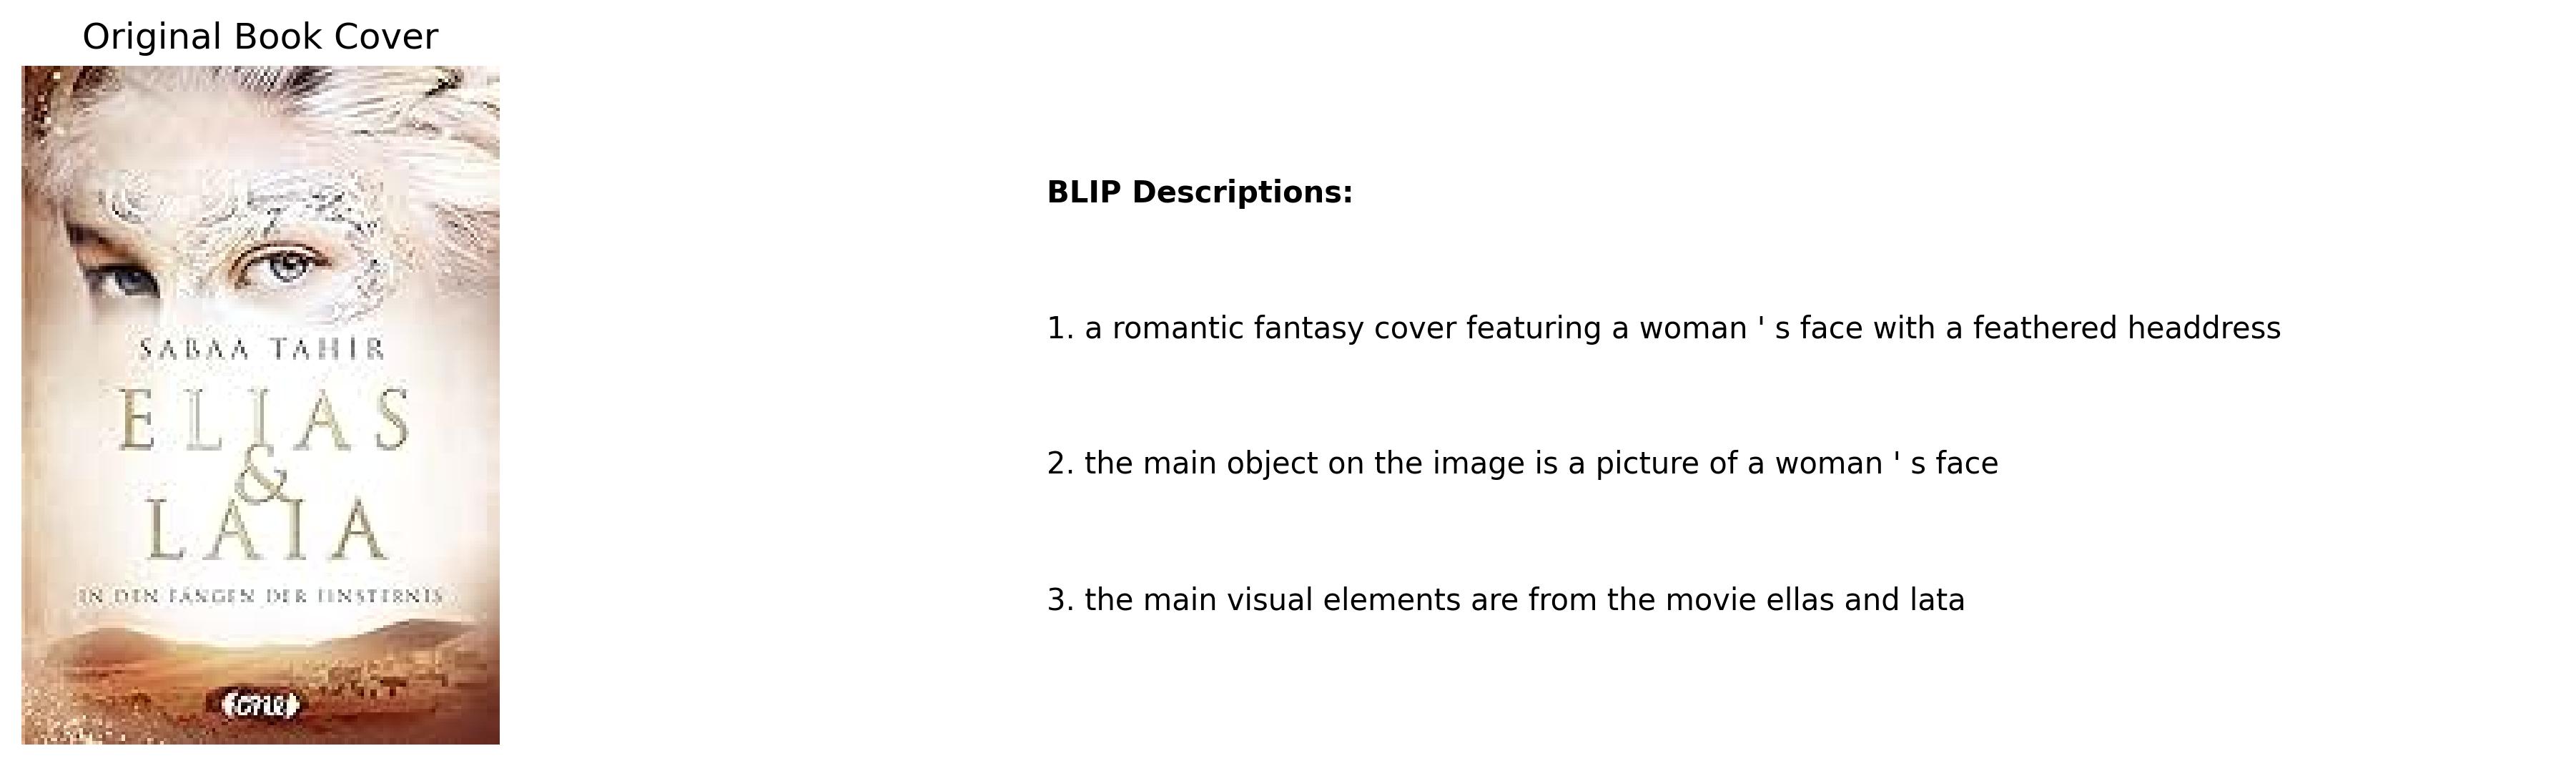 Original Book Cover
SABAA TAHIR
ELIAS
&
LAIA
IN DEN FÄNGEN DER FINSTERNIS
one
BLIP Descriptions:
1. a romantic fantasy cover featuring a woman ' s face with a feathered headdress
2. the main object on the image is a picture of a woman ' s face
3. the main visual elements are from the movie ellas and lata